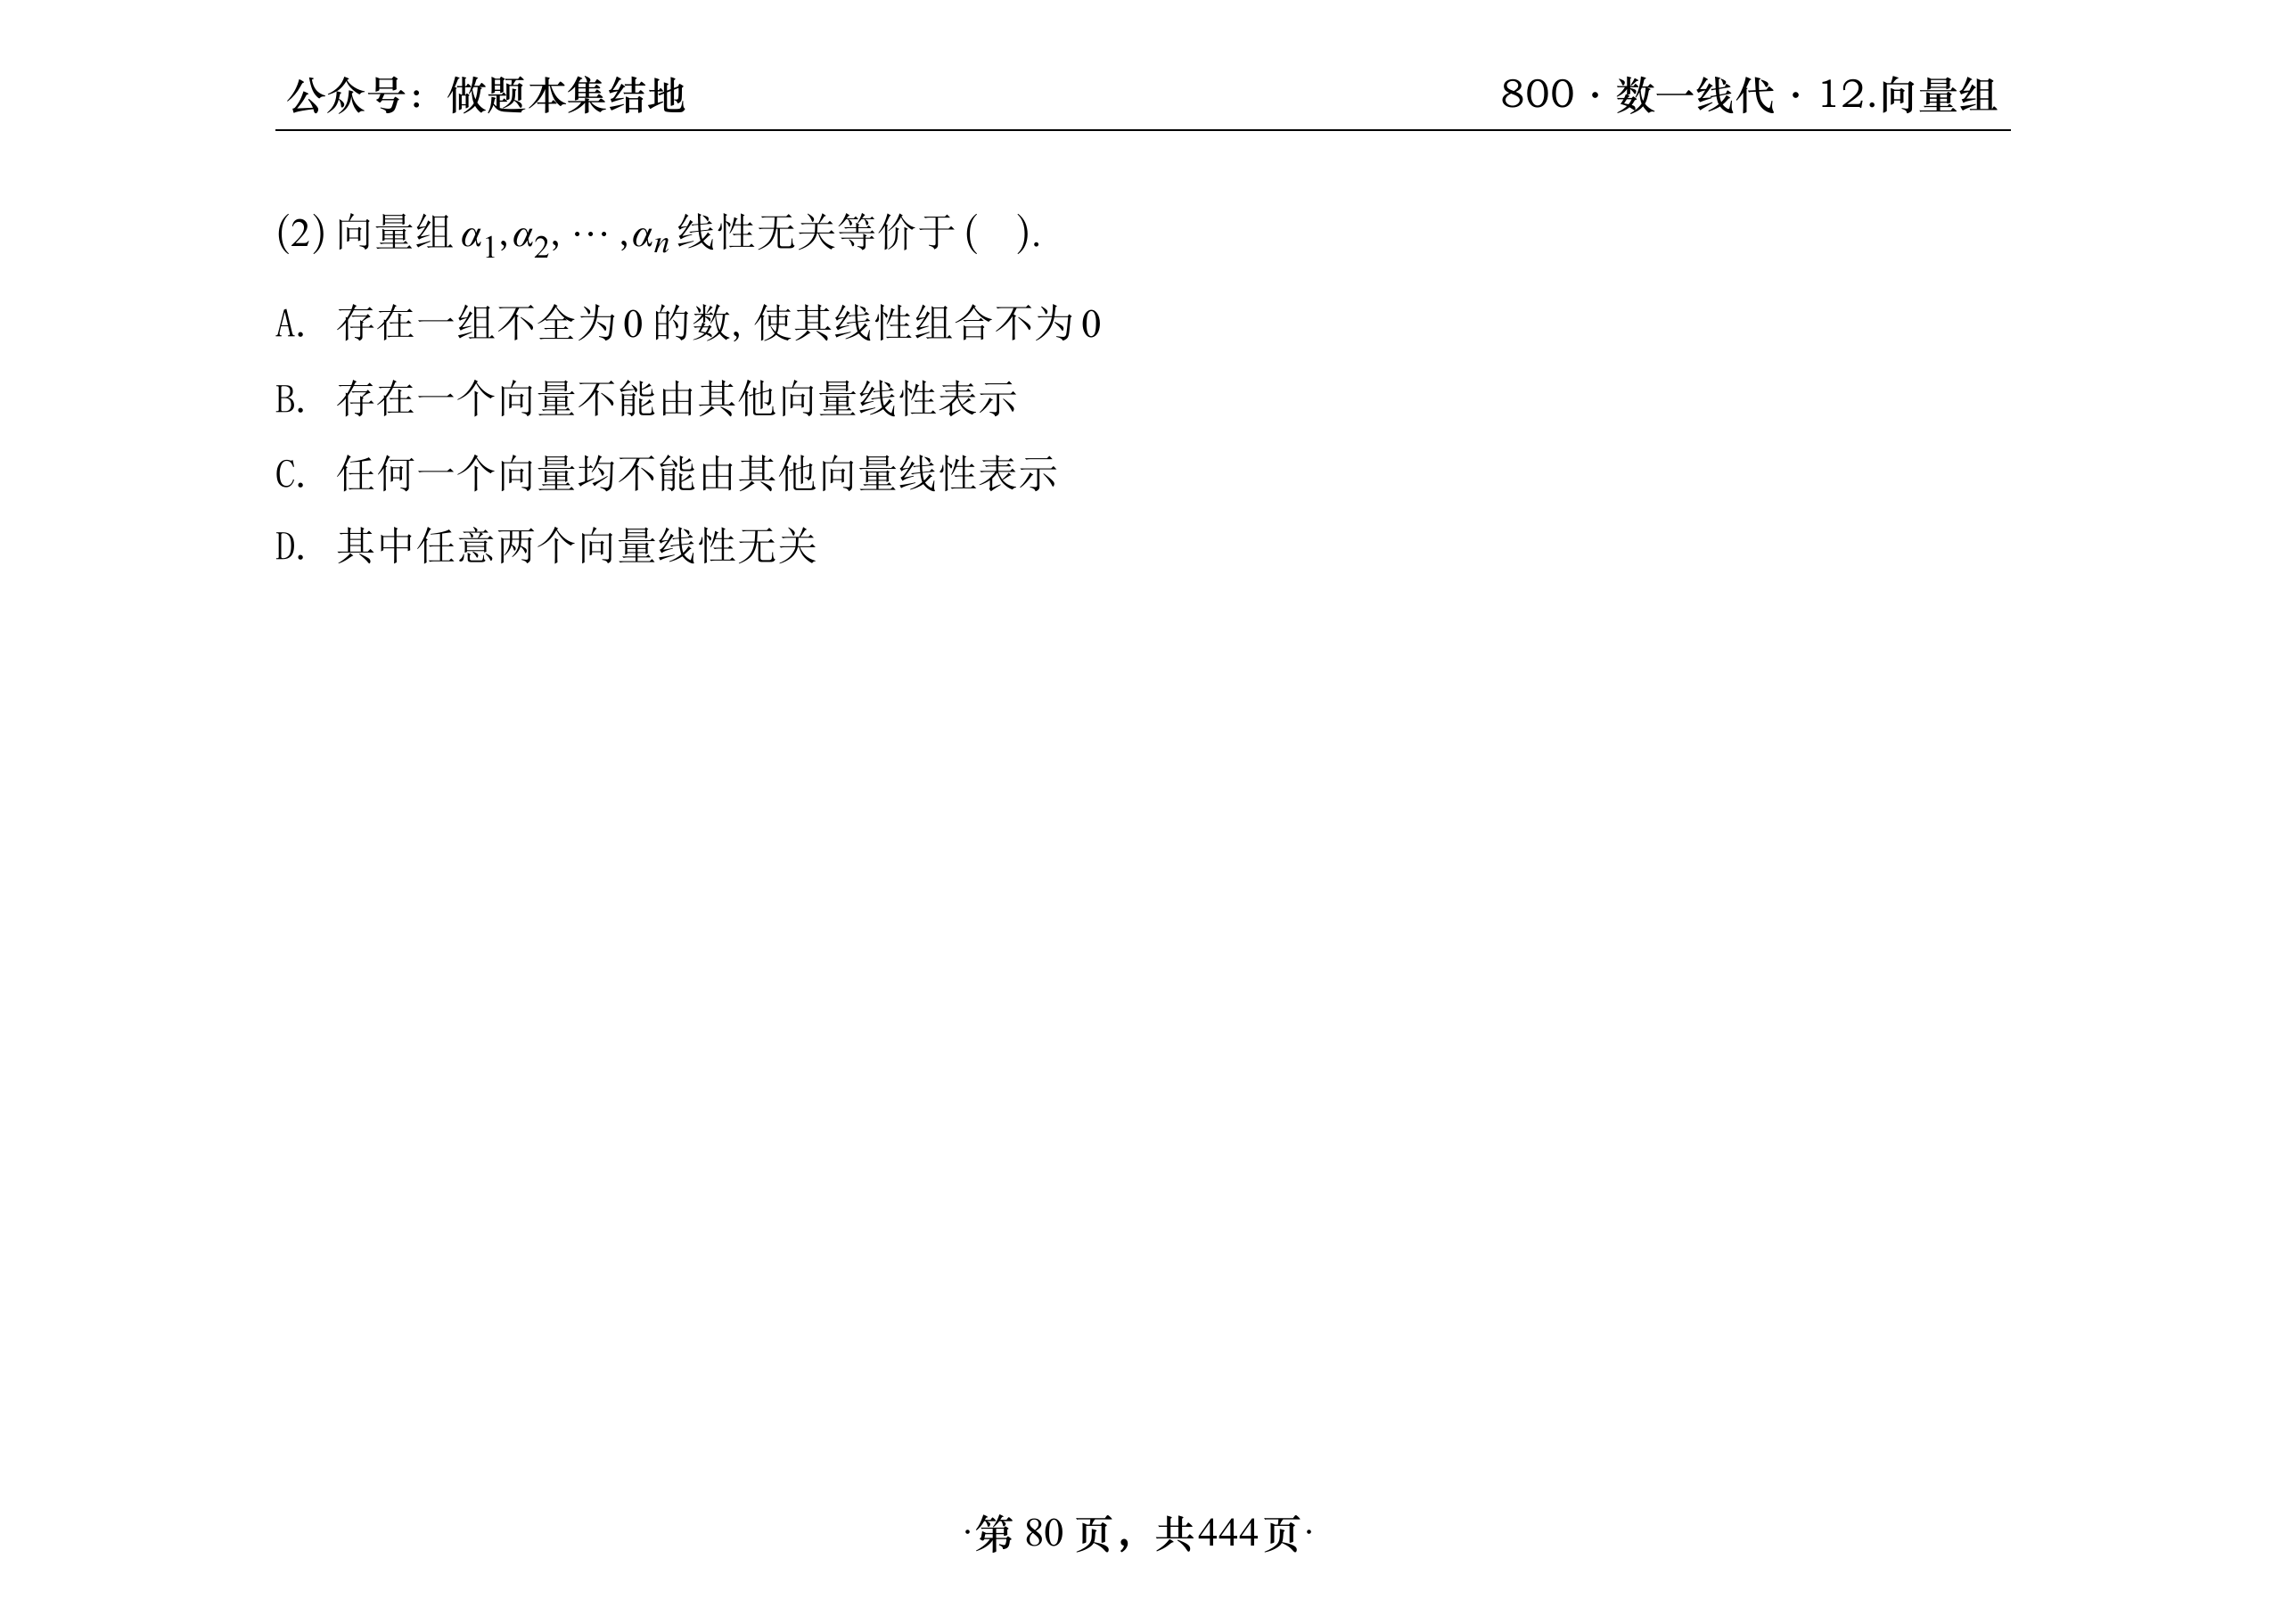 公众号：做题本集结地
800 · 数一线代 · 12.向量组
(2) 向量组 α₁,α₂, ⋯ ,αₙ 线性无关等价于 (   ).
A. 存在一组不全为 0 的数, 使其线性组合不为 0
B. 存在一个向量不能由其他向量线性表示
C. 任何一个向量均不能由其他向量线性表示
D. 其中任意两个向量线性无关
·第 80 页，共444页·